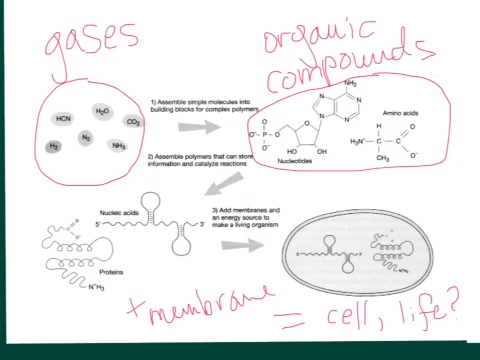 gases
organic
compounds
HCN
H₂O
CO₂
H₂
N₂
NH₃
1) Assemble simple molecules into
building blocks for complex polymers
NH₂
N
N
N
N
O⁻
O
P
O
O⁻
O
HO
OH
Nucleotides
Amino acids
H
O
H₃N⁺
C
C
CH₃
O⁻
2) Assemble polymers that can store
information and catalyze reactions
Nucleic acids
5'
3'
3) Add membranes and
an energy source to
make a living organism
O
C
O⁻
Proteins
N⁺H₃
5'
3'
N⁺H₃
+ membrane = cell, life?